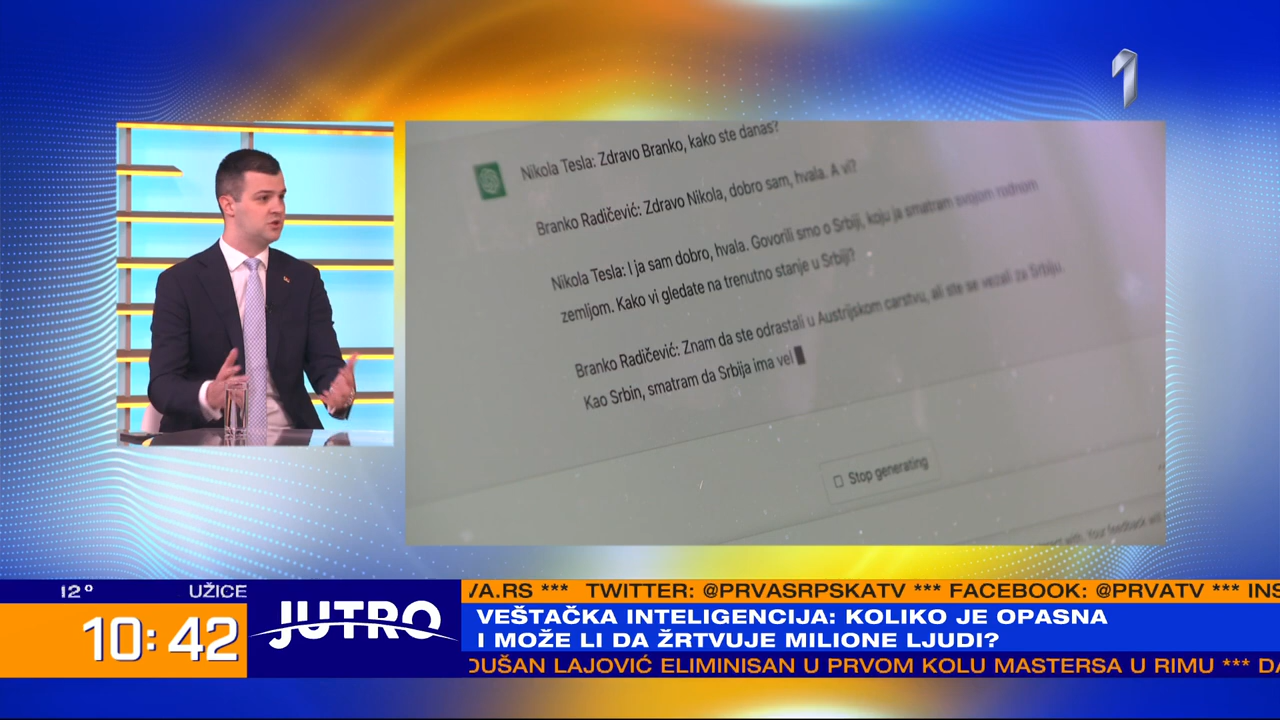 1
Nikola Tesla: Zdravo Branko, kako ste danas?
Branko Radičević: Zdravo Nikola, dobro sam, hvala. A vi?
Nikola Tesla: I ja sam dobro, hvala. Govorili smo o Srbiji, koju ja smatram svojom rodnom
zemljom. Kako vi gledate na trenutno stanje u Srbiji?
Branko Radičević: Znam da ste odrastali u Austrijskom carstvu, ali ste se vezali za Srbiju.
Kao Srbin, smatram da Srbija ima vel
Stop generating
Your feedback will
12° UŽICE
10:42
JUTRO
VA.RS *** TWITTER: @PRVASRPSKATV *** FACEBOOK: @PRVATV *** INS
VEŠTAČKA INTELIGENCIJA: KOLIKO JE OPASNA
I MOŽE LI DA ŽRTVUJE MILIONE LJUDI?
DUŠAN LAJOVIĆ ELIMINISAN U PRVOM KOLU MASTERSA U RIMU *** DA